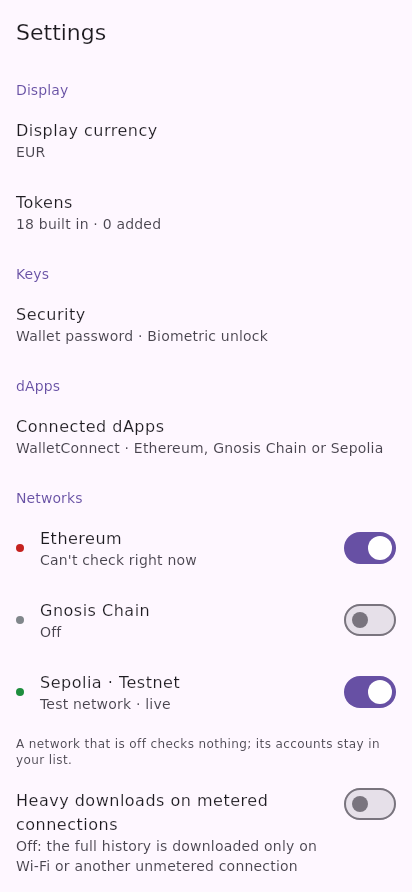 Settings
Display
Display currency
EUR
Tokens
18 built in · 0 added
Keys
Security
Wallet password · Biometric unlock
dApps
Connected dApps
WalletConnect · Ethereum, Gnosis Chain or Sepolia
Networks
Ethereum
Can't check right now
Gnosis Chain
Off
Sepolia · Testnet
Test network · live
A network that is off checks nothing; its accounts stay in
your list.
Heavy downloads on metered
connections
Off: the full history is downloaded only on
Wi-Fi or another unmetered connection